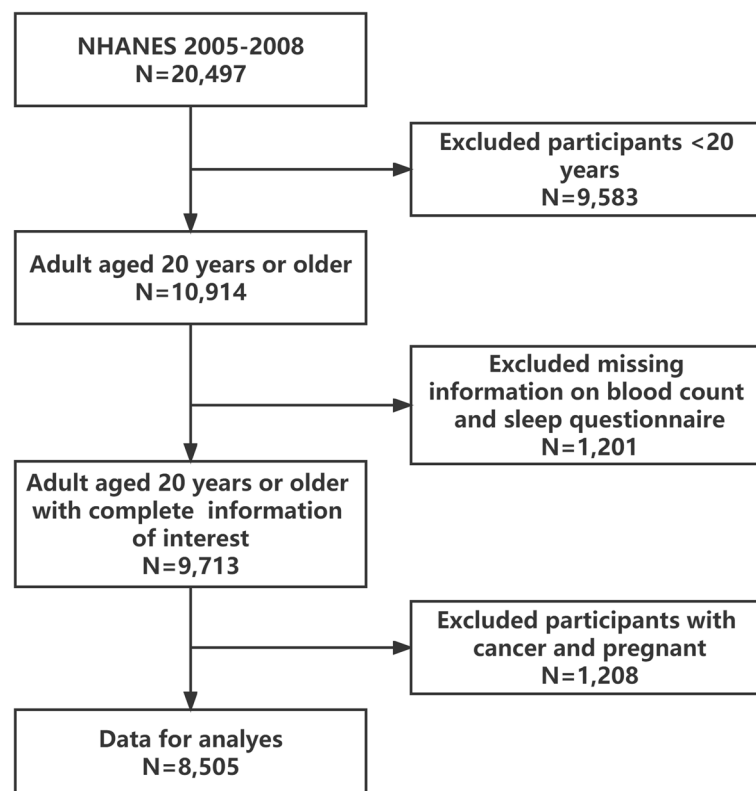 NHANES 2005-2008
N=20,497
Excluded participants <20
years
N=9,583
Adult aged 20 years or older
N=10,914
Excluded missing
information on blood count
and sleep questionnaire
N=1,201
Adult aged 20 years or older
with complete  information
of interest
N=9,713
Excluded participants with
cancer and pregnant
N=1,208
Data for analyes
N=8,505